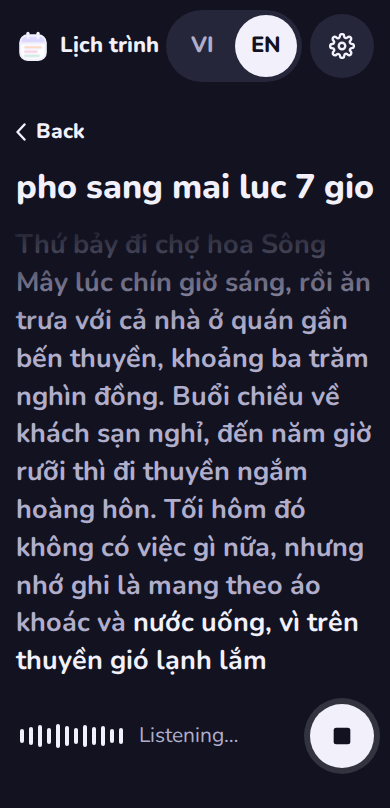 Lịch trình
VI
EN
Back
pho sang mai luc 7 gio
Thứ bảy đi chợ hoa Sông
Mây lúc chín giờ sáng, rồi ăn
trưa với cả nhà ở quán gần
bến thuyền, khoảng ba trăm
nghìn đồng. Buổi chiều về
khách sạn nghỉ, đến năm giờ
rưỡi thì đi thuyền ngắm
hoàng hôn. Tối hôm đó
không có việc gì nữa, nhưng
nhớ ghi là mang theo áo
khoác và nước uống, vì trên
thuyền gió lạnh lắm
Listening...